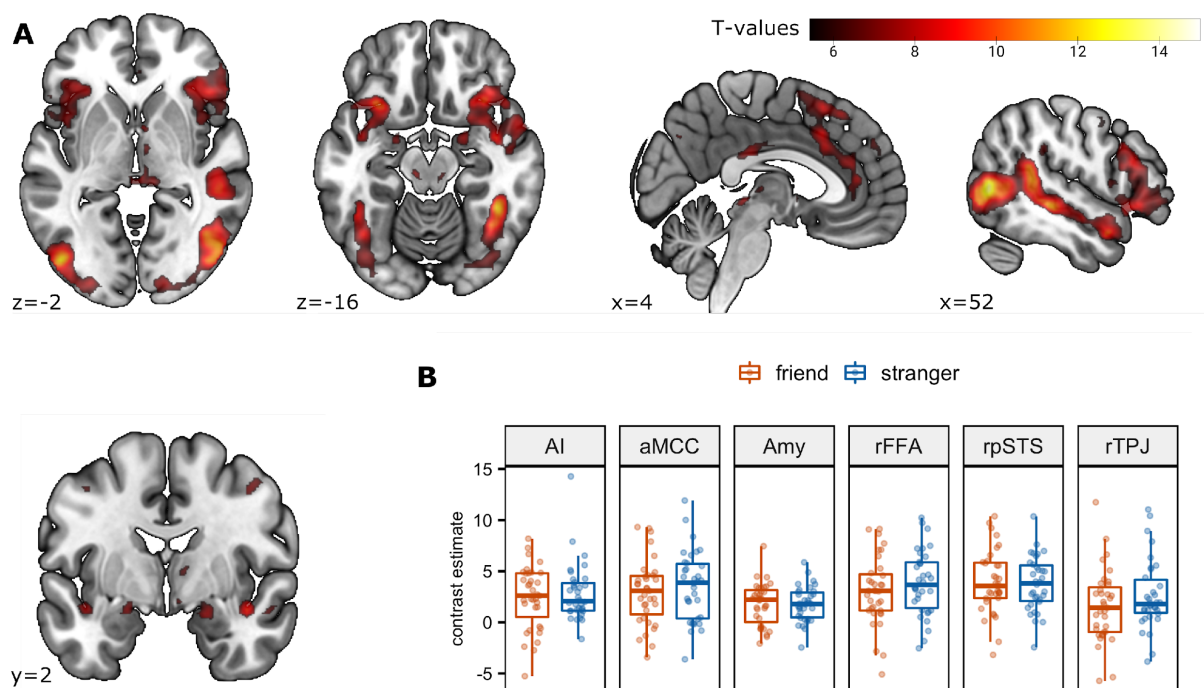 A
T-values
6 8 10 12 14
z=-2
z=-16
x=4
x=52
B
friend stranger
AI aMCC Amy rFFA rpSTS rTPJ
15
10
5
0
-5
contrast estimate
y=2